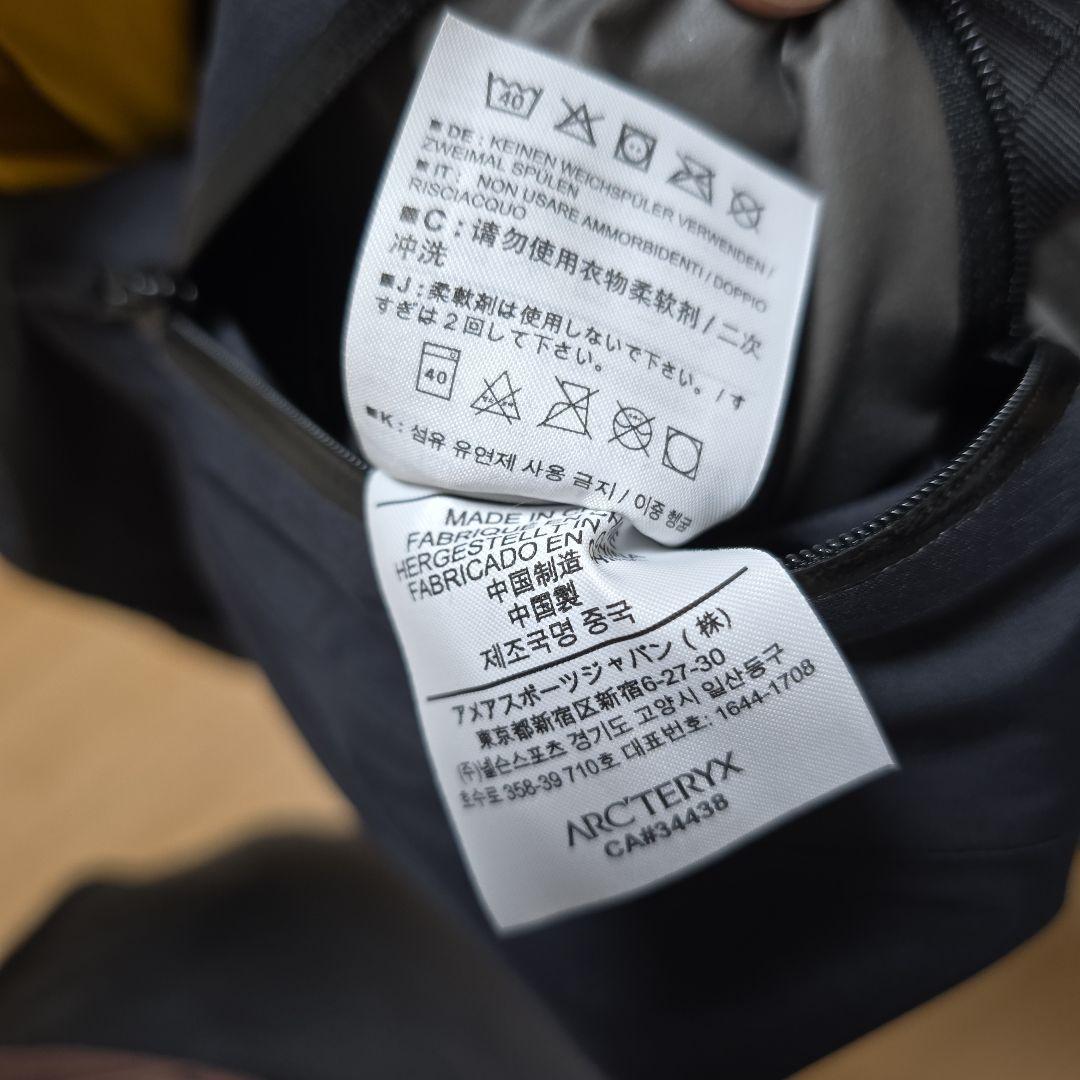 40
■DE : KEINEN WEICHSPÜLER VERWENDEN /
ZWEIMAL SPÜLEN
■IT : NON USARE AMMORBIDENTI / DOPPIO
RISCIACQUO
■C : 请勿使用衣物柔软剂 / 二次
冲洗
■J : 柔軟剤は使用しないで下さい。 / す
すぎは2回して下さい。
40
■K : 섬유 유연제 사용 금지 / 이중 헹굼
MADE IN
FABRIQUE EN
HERGESTELLT IN
FABRICADO EN
中国制造
中国製
제조국명 중국
アメアスポーツジャパン ( 株 )
東京都新宿区新宿6-27-30
(주)넬슨스포츠 경기도 고양시 일산동구
호수로 358-39 710호 대표번호: 1644-1708
ARC'TERYX
CA#34438